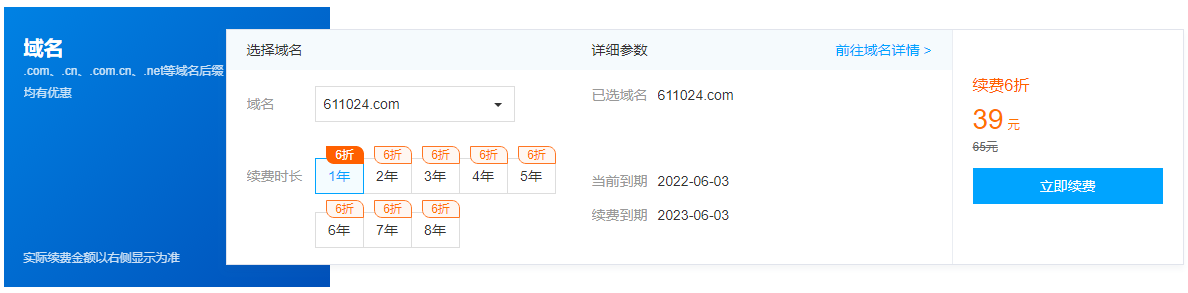 域名
.com、.cn、.com.cn、.net等域名后缀
均有优惠
实际续费金额以右侧显示为准
选择域名
域名
611024.com
续费时长
6折 6折 6折 6折 6折
1年 2年 3年 4年 5年
6折 6折 6折
6年 7年 8年
详细参数
前往域名详情 >
已选域名 611024.com
当前到期 2022-06-03
续费到期 2023-06-03
续费6折
39 元
65元
立即续费